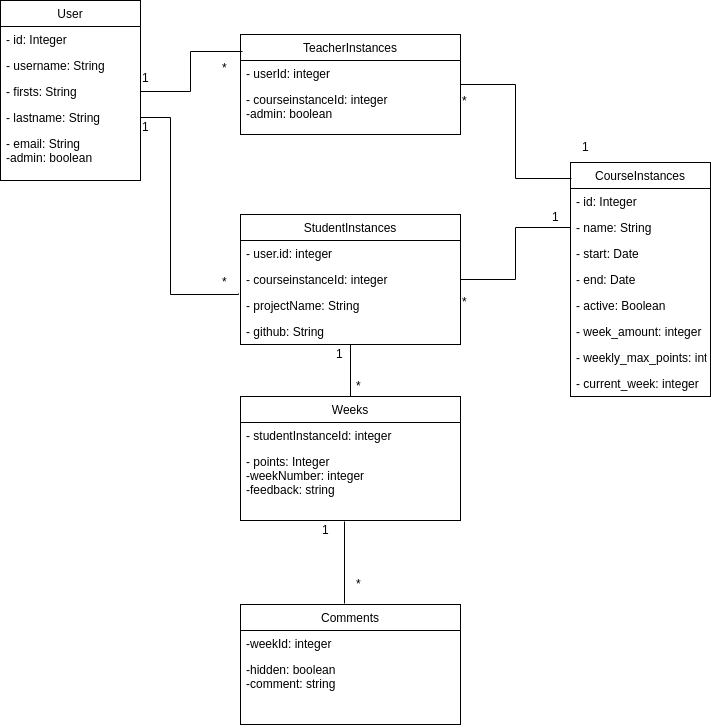 User
- id: Integer
- username: String
- firsts: String
- lastname: String
- email: String
-admin: boolean
1
1
*
*
TeacherInstances
- userId: integer
- courseinstanceId: integer
-admin: boolean
*
1
StudentInstances
- user.id: integer
- courseinstanceId: integer
- projectName: String
- github: String
*
1
CourseInstances
- id: Integer
- name: String
- start: Date
- end: Date
- active: Boolean
- week_amount: integer
- weekly_max_points: int
- current_week: integer
1
*
Weeks
- studentInstanceId: integer
- points: Integer
-weekNumber: integer
-feedback: string
1
*
Comments
-weekId: integer
-hidden: boolean
-comment: string